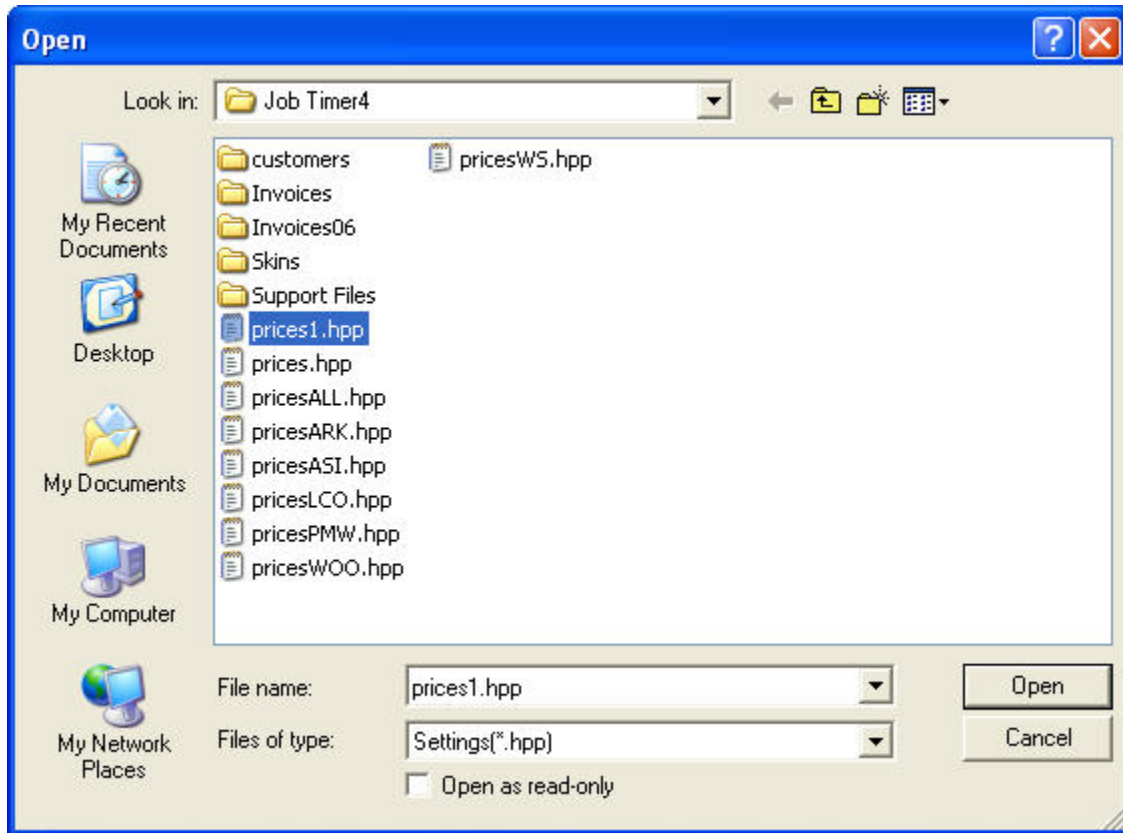 Open
Look in: Job Timer4
My Recent
Documents
Desktop
My Documents
My Computer
My Network
Places
customers
Invoices
Invoices06
Skins
Support Files
prices1.hpp
prices.hpp
pricesALL.hpp
pricesARK.hpp
pricesASI.hpp
pricesLCO.hpp
pricesPMW.hpp
pricesWOO.hpp
pricesWS.hpp
File name: prices1.hpp Open
Files of type: Settings(*.hpp) Cancel
Open as read-only